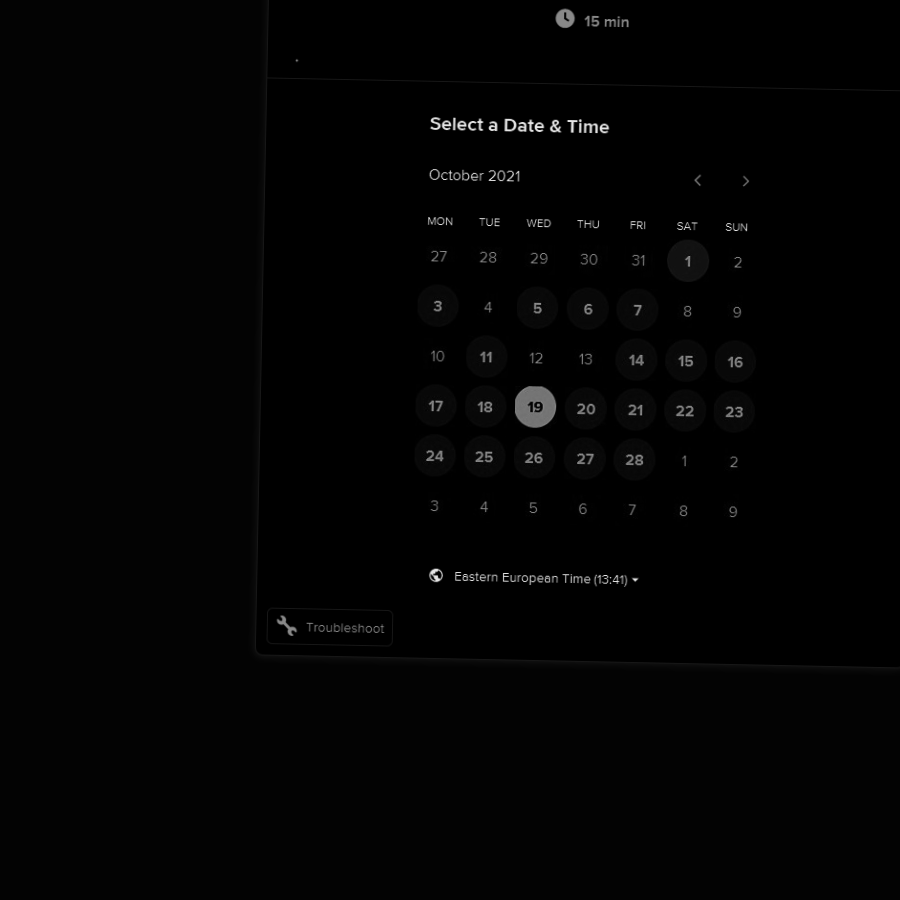 15 min
Select a Date & Time
October 2021
MON TUE WED THU FRI SAT SUN
27 28 29 30 31 1 2
3 4 5 6 7 8 9
10 11 12 13 14 15 16
17 18 19 20 21 22 23
24 25 26 27 28 1 2
3 4 5 6 7 8 9
Eastern European Time (13:41)
Troubleshoot